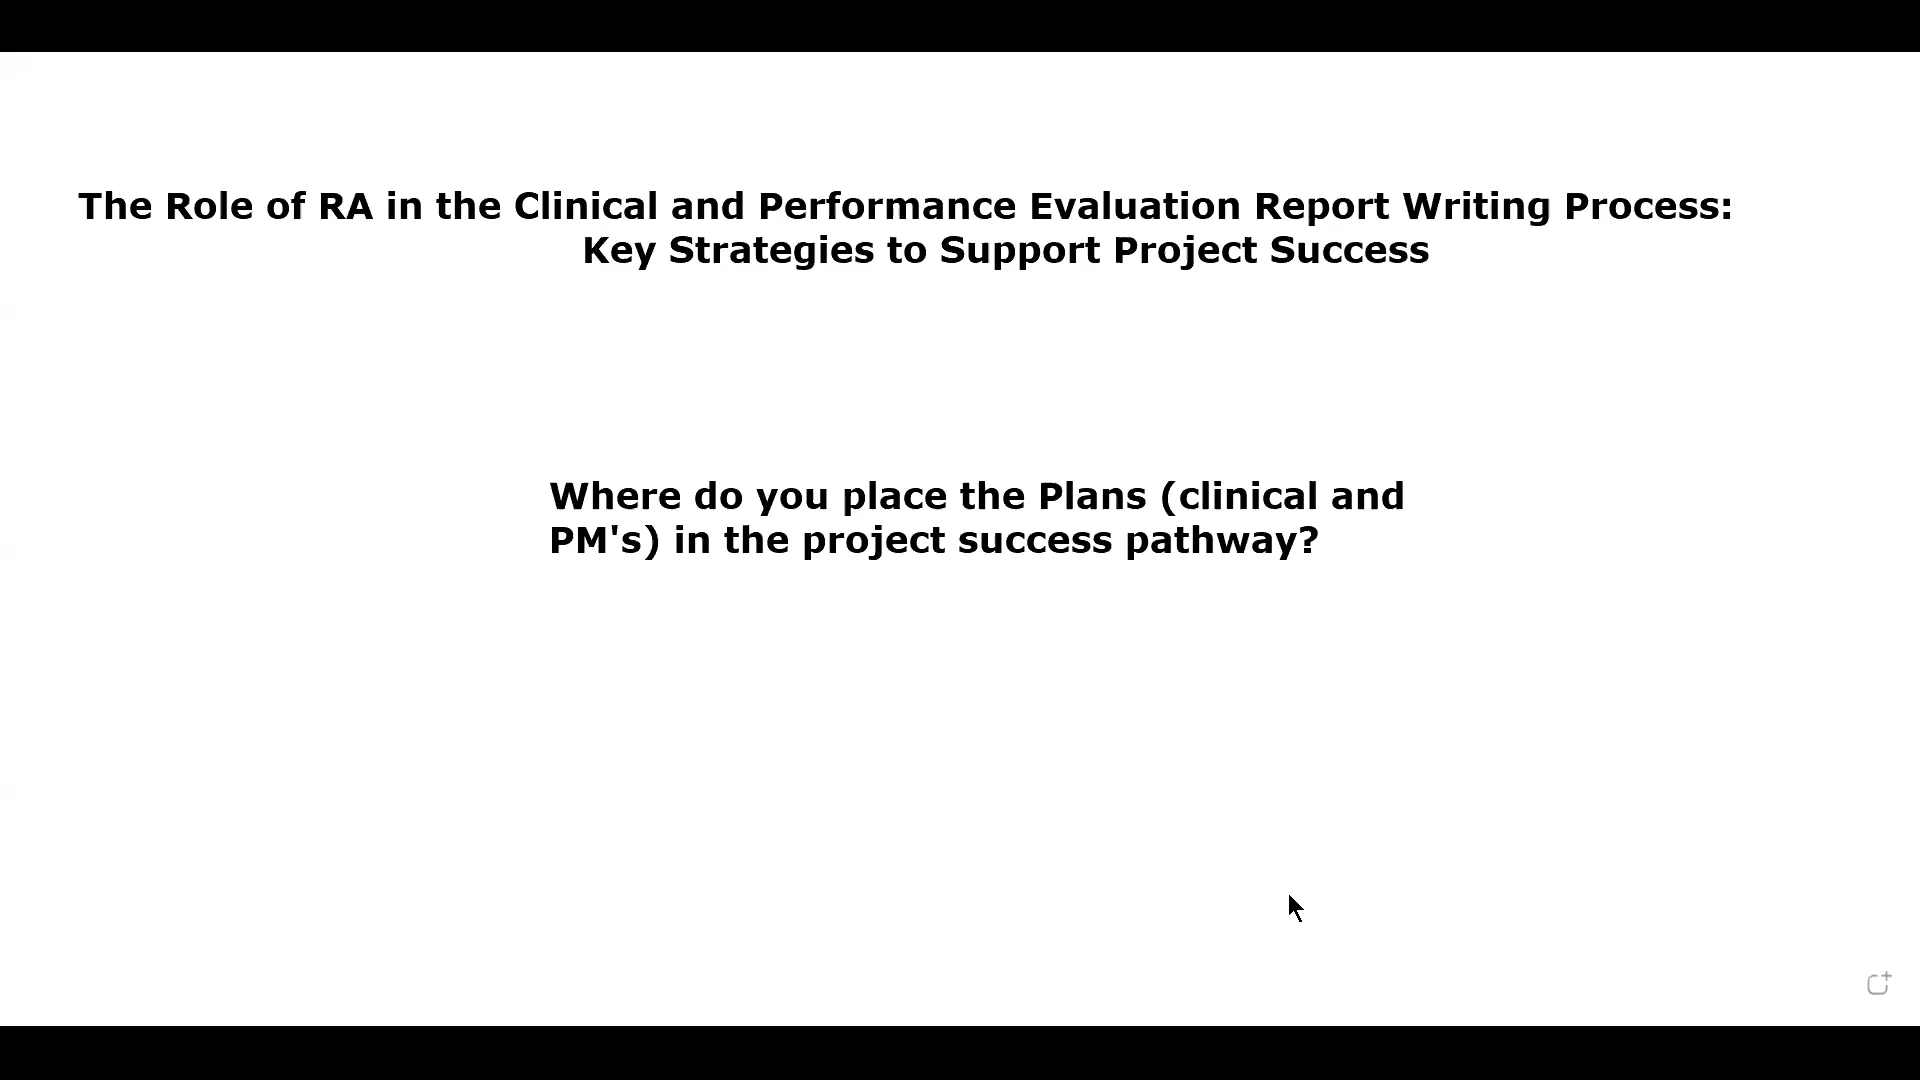 The Role of RA in the Clinical and Performance Evaluation Report Writing Process:
Key Strategies to Support Project Success
Where do you place the Plans (clinical and
PM's) in the project success pathway?